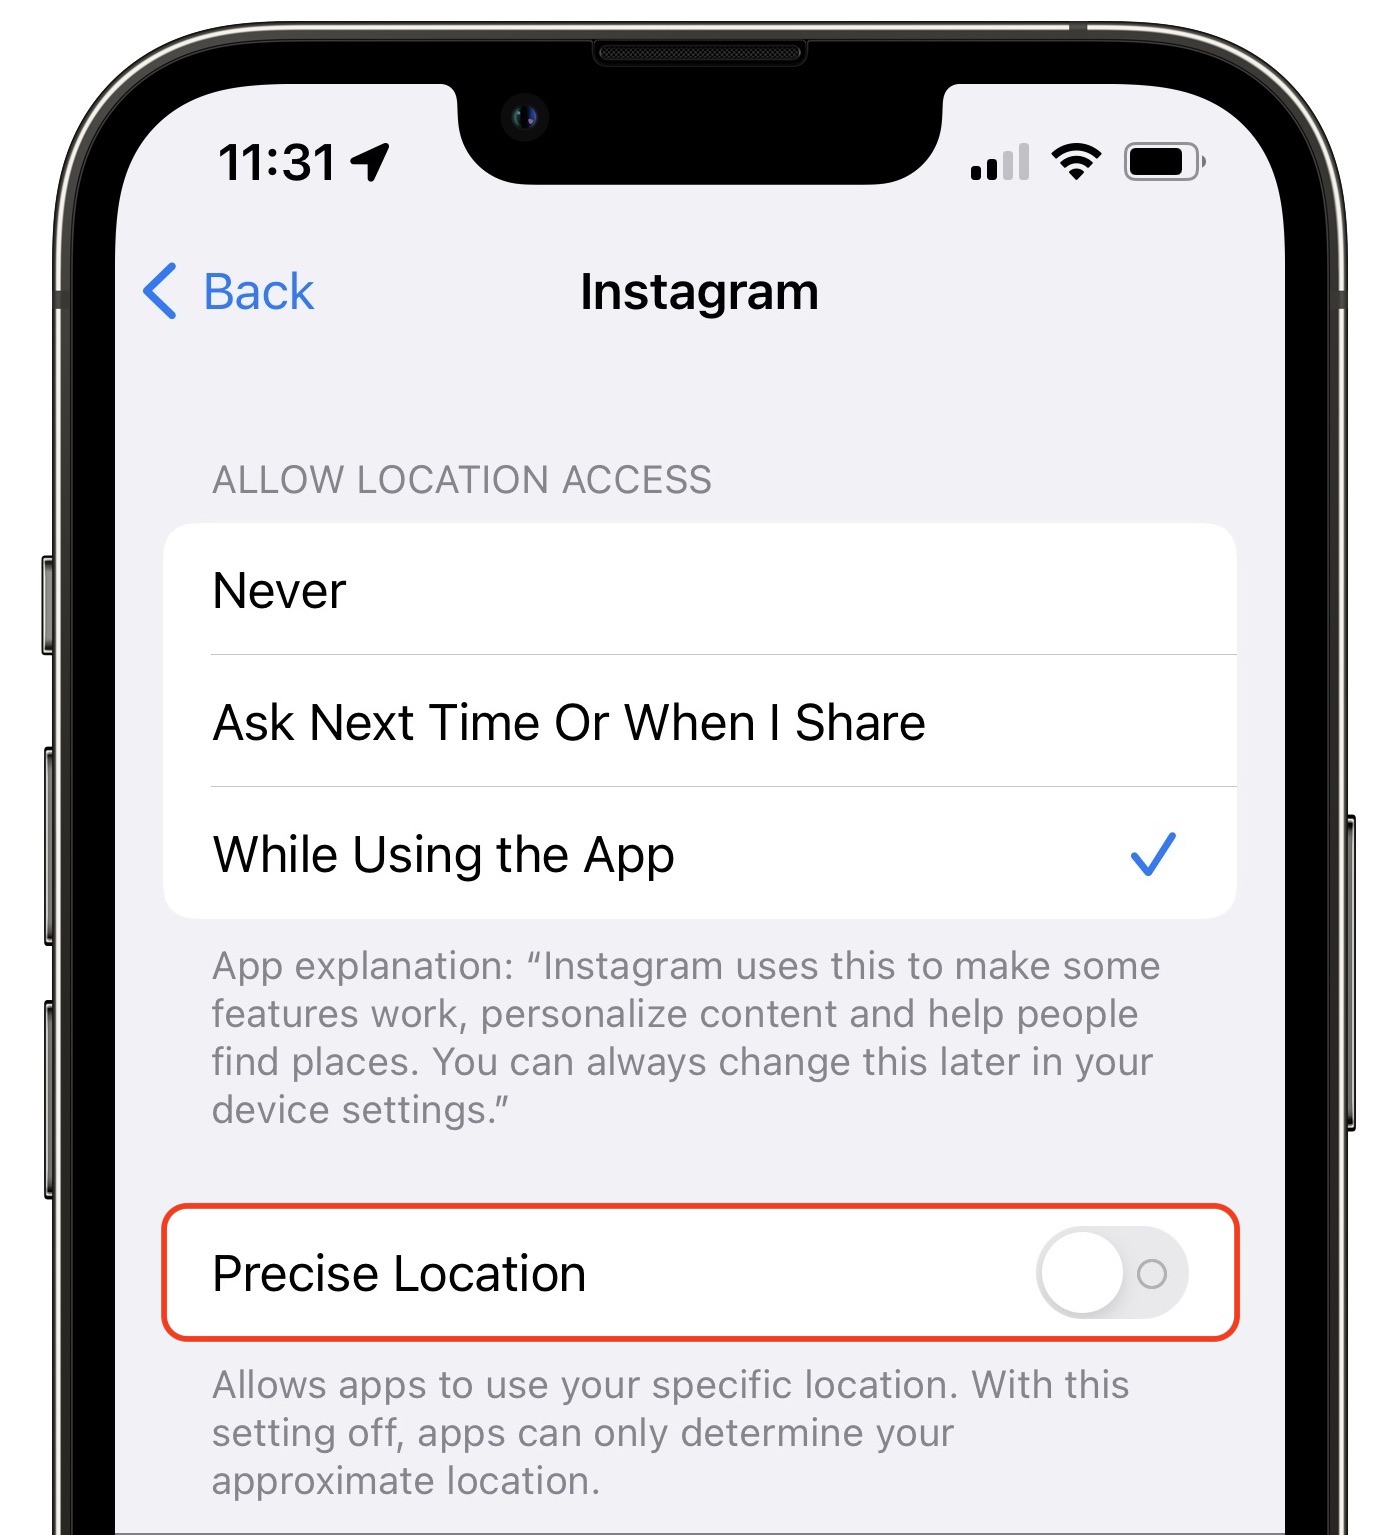 11:31
Back
Instagram
ALLOW LOCATION ACCESS
Never
Ask Next Time Or When I Share
While Using the App
App explanation: “Instagram uses this to make some
features work, personalize content and help people
find places. You can always change this later in your
device settings.”
Precise Location
Allows apps to use your specific location. With this
setting off, apps can only determine your
approximate location.